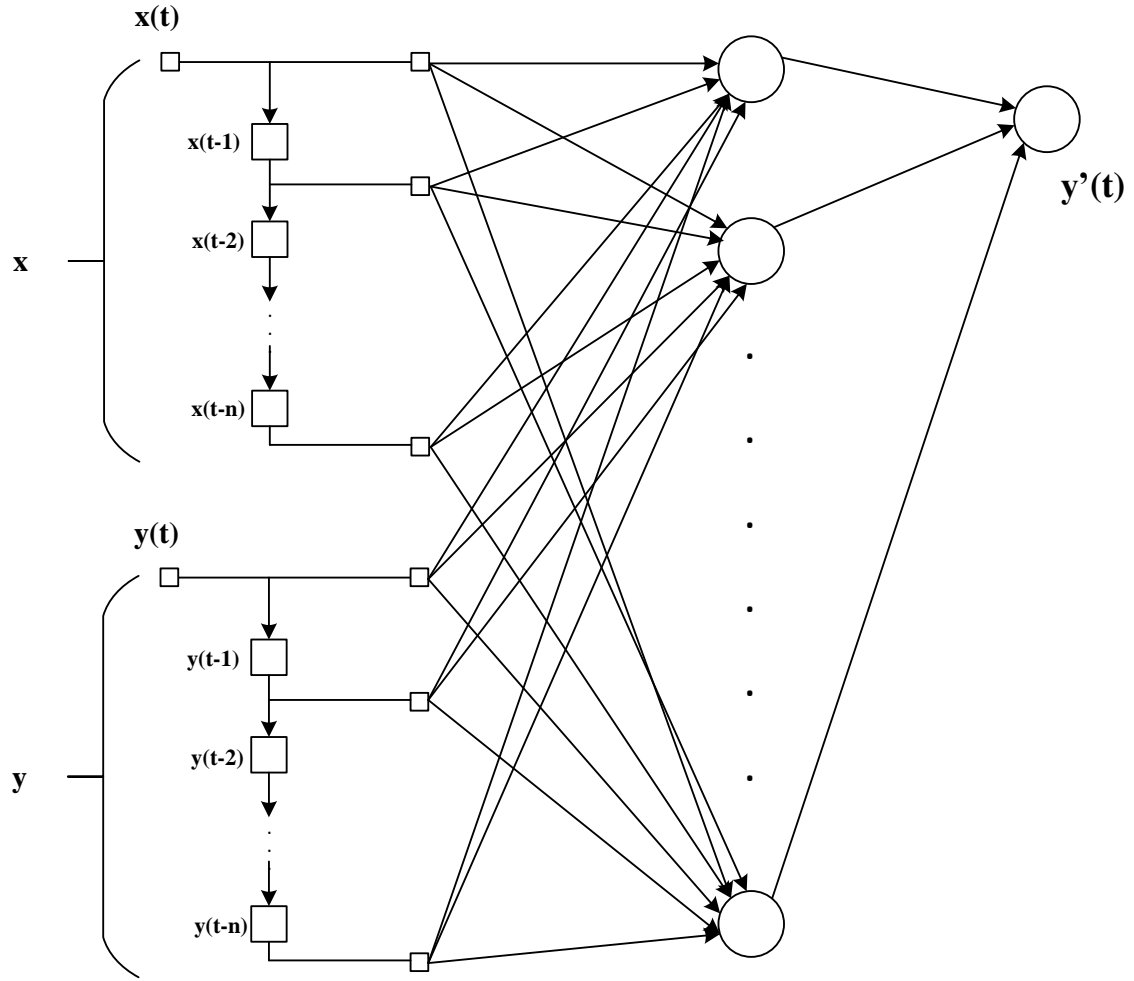 x(t)
x(t-1)
y'(t)
x(t-2)
x
x(t-n)
y(t)
y(t-1)
y(t-2)
y
y(t-n)